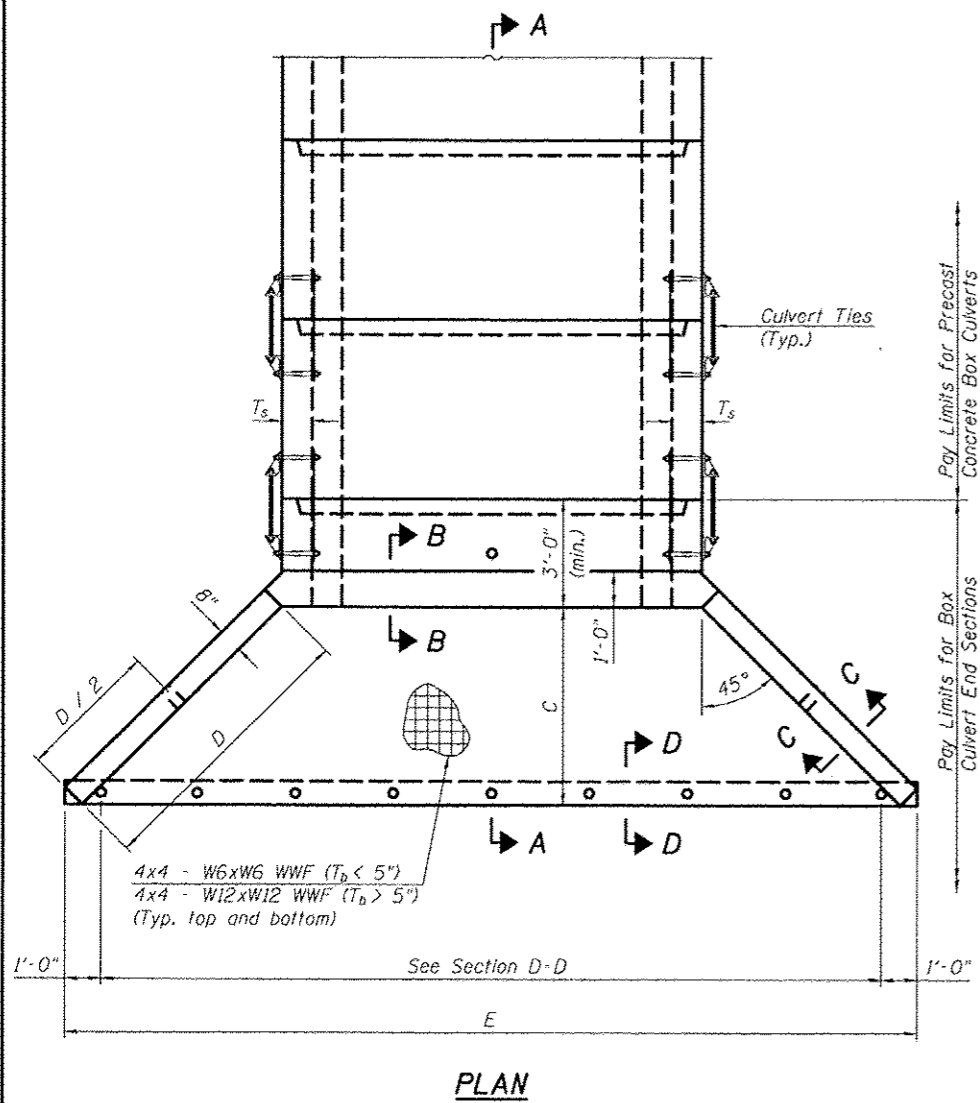 A
Culvert Ties
(Typ.)
Pay Limits for Precast
Concrete Box Culverts
Ts
Ts
B
3'-0"
(min.)
8"
B
1'-0"
D / 2
D
C
45°
C
C
Pay Limits for Box
Culvert End Sections
D
A
D
4x4 - W6xW6 WWF (Tb < 5")
4x4 - W12xW12 WWF (Tb > 5")
(Typ. top and bottom)
1'-0"
See Section D-D
1'-0"
E
PLAN